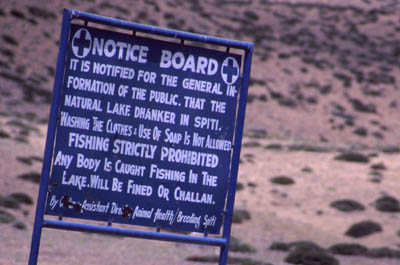 NOTICE BOARD
IT IS NOTIFIED FOR THE GENERAL IN-
FORMATION OF THE PUBLIC. THAT THE
NATURAL LAKE DHANKER IN SPITI.
WASHING THE CLOTHES & USE OF SOAP IS NOT ALLOWED
FISHING STRICTLY PROHIBITED
ANY BODY IS CAUGHT FISHING IN THE
LAKE. WILL BE FINED OR CHALLAN.
By Assistant Animal Health/Breeding Spiti